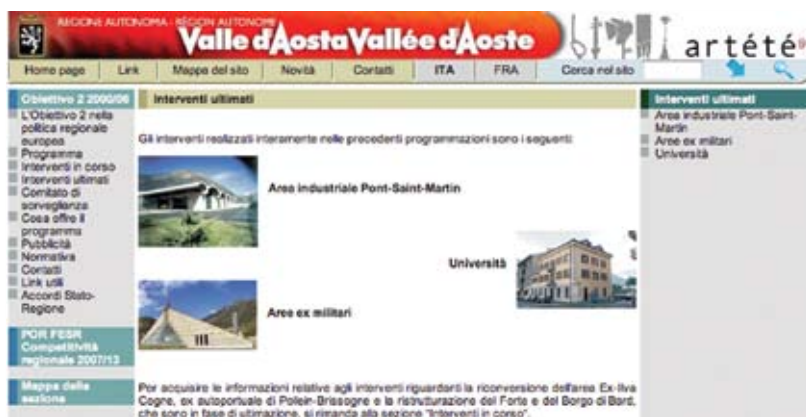 REGIONE AUTONOMA - RÉGION AUTONOME
Valle d'Aosta Vallée d'Aoste
artété
Home page
Link
Mappa del sito
Novità
Contatti
ITA
FRA
Cerca nel sito
Obiettivo 2 2000/06
L'Obiettivo 2 nella
politica regionale
europea
Programma
Interventi in corso
Interventi ultimati
Comitato di
sorveglianza
Cosa offre il
programma
Pubblicità
Normativa
Contatti
Link utili
Accordi Stato-
Regione
POR FESR
Competitività
regionale 2007/13
Mappa della
sezione
Interventi ultimati
Gli interventi realizzati interamente nelle precedenti programmazioni sono i seguenti:
Area industriale Pont-Saint-Martin
Università
Aree ex militari
Per acquisire le informazioni relative agli interventi riguardanti la riconversione dell'area Ex-Ilva
Cogne, ex autoportuale di Pollein-Brissogne e la ristrutturazione del Forte e del Borgo di Bard,
che sono in fase di ultimazione, si rimanda alla sezione "Interventi in corso".
Interventi ultimati
Area industriale Pont-Saint-
Martin
Aree ex militari
Università